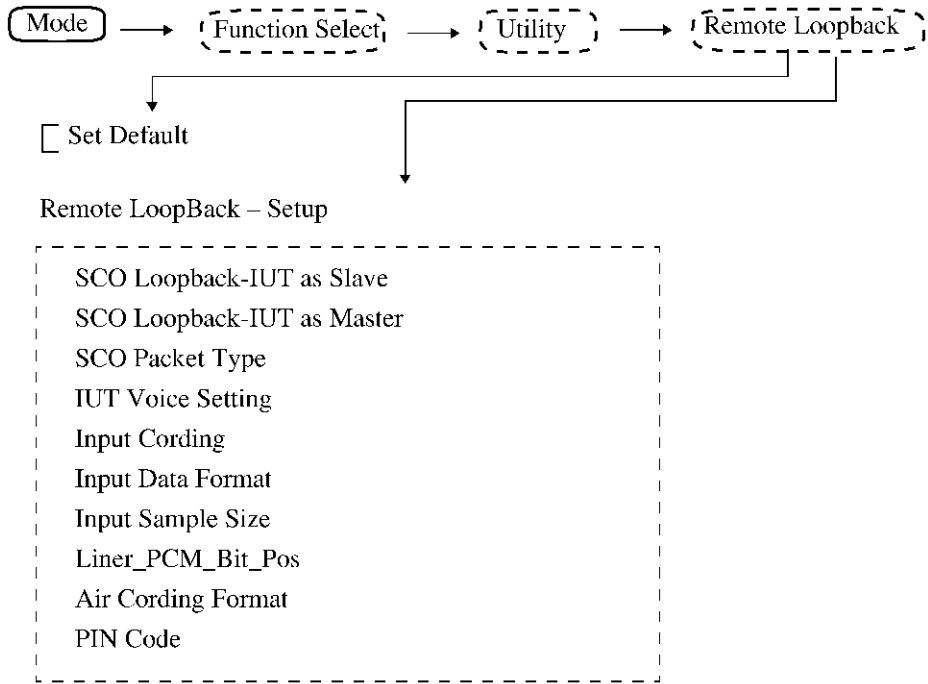 Mode Function Select Utility Remote Loopback
Set Default
Remote LoopBack – Setup
SCO Loopback-IUT as Slave
SCO Loopback-IUT as Master
SCO Packet Type
IUT Voice Setting
Input Cording
Input Data Format
Input Sample Size
Liner_PCM_Bit_Pos
Air Cording Format
PIN Code